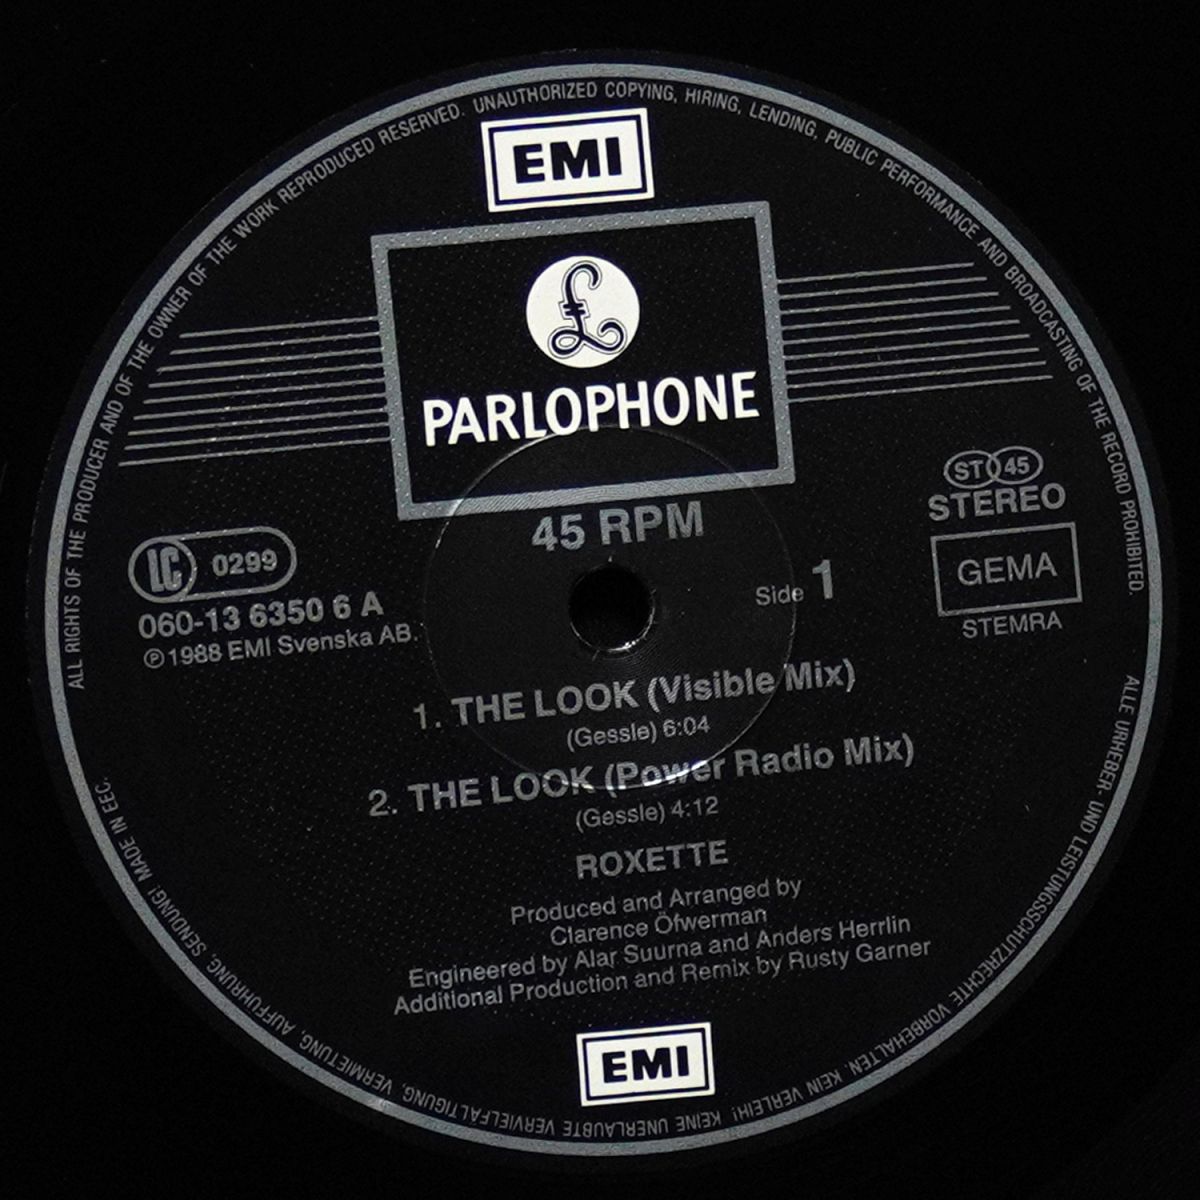 ALL RIGHTS OF THE PRODUCER AND OF THE OWNER OF THE WORK REPRODUCED RESERVED. UNAUTHORIZED COPYING, HIRING, LENDING, PUBLIC PERFORMANCE AND BROADCASTING OF THE RECORD PROHIBITED.
EMI
£
PARLOPHONE
45 RPM
ST 45
STEREO
LC 0299
GEMA
STEMRA
060-13 6350 6 A
℗ 1988 EMI Svenska AB.
Side 1
1. THE LOOK (Visible Mix)
(Gessle) 6:04
2. THE LOOK (Power Radio Mix)
(Gessle) 4:12
ROXETTE
Produced and Arranged by
Clarence Öfwerman
Engineered by Alar Suurna and Anders Herrlin
Additional Production and Remix by Rusty Garner
EMI
ALLE URHEBER- UND LEISTUNGSSCHUTZRECHTE VORBEHALTEN. KEIN VERLEIH! KEINE UNERLAUBTE VERVIELFÄLTIGUNG, VERMIETUNG, AUFFÜHRUNG, SENDUNG! MADE IN EEC.